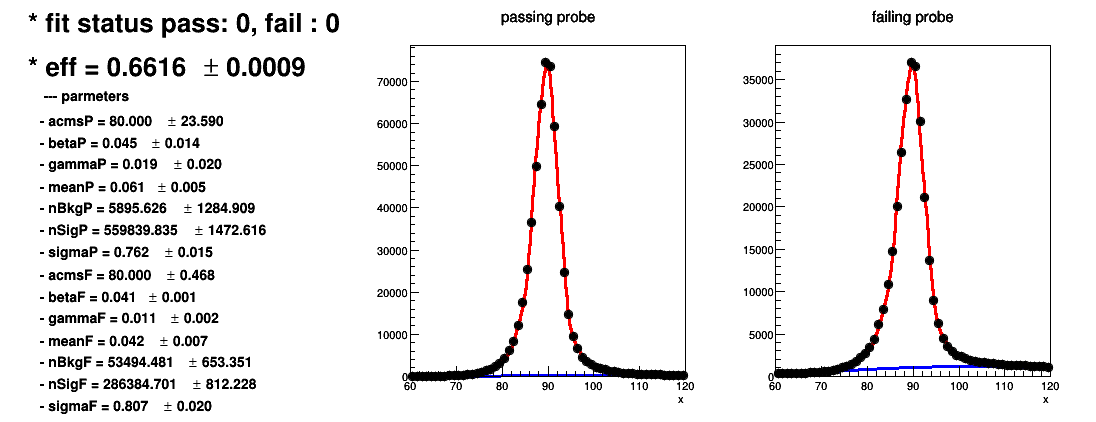 * fit status pass: 0, fail : 0
* eff = 0.6616 ± 0.0009
--- parmeters
- acmsP = 80.000 ± 23.590
- betaP = 0.045 ± 0.014
- gammaP = 0.019 ± 0.020
- meanP = 0.061 ± 0.005
- nBkgP = 5895.626 ± 1284.909
- nSigP = 559839.835 ± 1472.616
- sigmaP = 0.762 ± 0.015
- acmsF = 80.000 ± 0.468
- betaF = 0.041 ± 0.001
- gammaF = 0.011 ± 0.002
- meanF = 0.042 ± 0.007
- nBkgF = 53494.481 ± 653.351
- nSigF = 286384.701 ± 812.228
- sigmaF = 0.807 ± 0.020
passing probe
70000
60000
50000
40000
30000
20000
10000
0
60 70 80 90 100 110 120
x
failing probe
35000
30000
25000
20000
15000
10000
5000
0
60 70 80 90 100 110 120
x